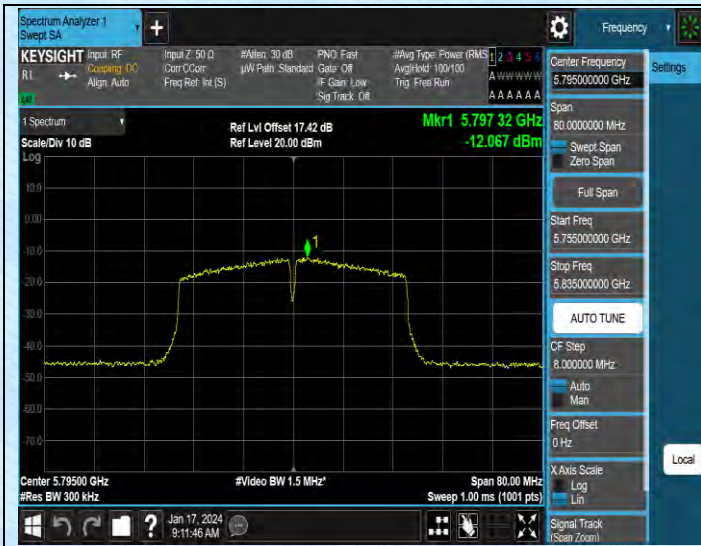 Spectrum Analyzer 1
Swept SA
Frequency
KEYSIGHT
Input: RF
Coupling: DC
Align: Auto
Input Z: 50 Ω
Corr CCorr
Freq Ref: Int (S)
#Atten: 30 dB
µW Path: Standard
PNO: Fast
Gate: Off
IF Gain: Low
Sig Track: Off
#Avg Type: Power (RMS
Avg|Hold: 100/100
Trig: Free Run
1 2 3 4 5 6
A W W W W W
A A A A A A
RL
Settings
1 Spectrum
Scale/Div 10 dB
Ref Lvl Offset 17.42 dB
Ref Level 20.00 dBm
Mkr1 5.797 32 GHz
-12.067 dBm
Log
10.0
0.00
-10.0
-20.0
-30.0
-40.0
-50.0
-60.0
-70.0
1
Center 5.79500 GHz
#Res BW 300 kHz
#Video BW 1.5 MHz*
Span 80.00 MHz
Sweep 1.00 ms (1001 pts)
Jan 17, 2024
9:11:46 AM
Center Frequency
5.795000000 GHz
Span
80.0000000 MHz
Swept Span
Zero Span
Full Span
Start Freq
5.755000000 GHz
Stop Freq
5.835000000 GHz
AUTO TUNE
CF Step
8.000000 MHz
Auto
Man
Freq Offset
0 Hz
X Axis Scale
Log
Lin
Signal Track
(Span Zoom)
Local